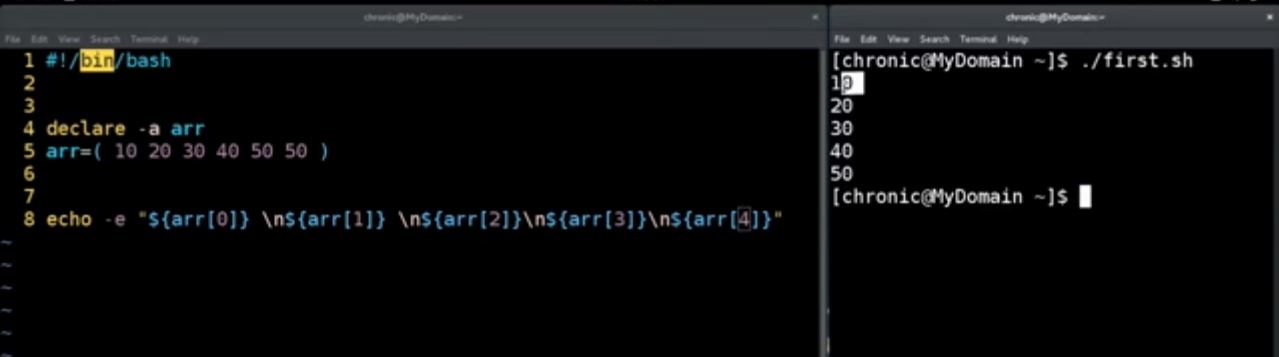 chronic@MyDomain:~
File Edit View Search Terminal Help
1 #!/bin/bash
2
3
4 declare -a arr
5 arr=( 10 20 30 40 50 50 )
6
7
8 echo -e "${arr[0]} \n${arr[1]} \n${arr[2]}\n${arr[3]}\n${arr[4]}"
~
~
~
~
~
~
chronic@MyDomain:~
File Edit View Search Terminal Help
[chronic@MyDomain ~]$ ./first.sh
10
20
30
40
50
[chronic@MyDomain ~]$